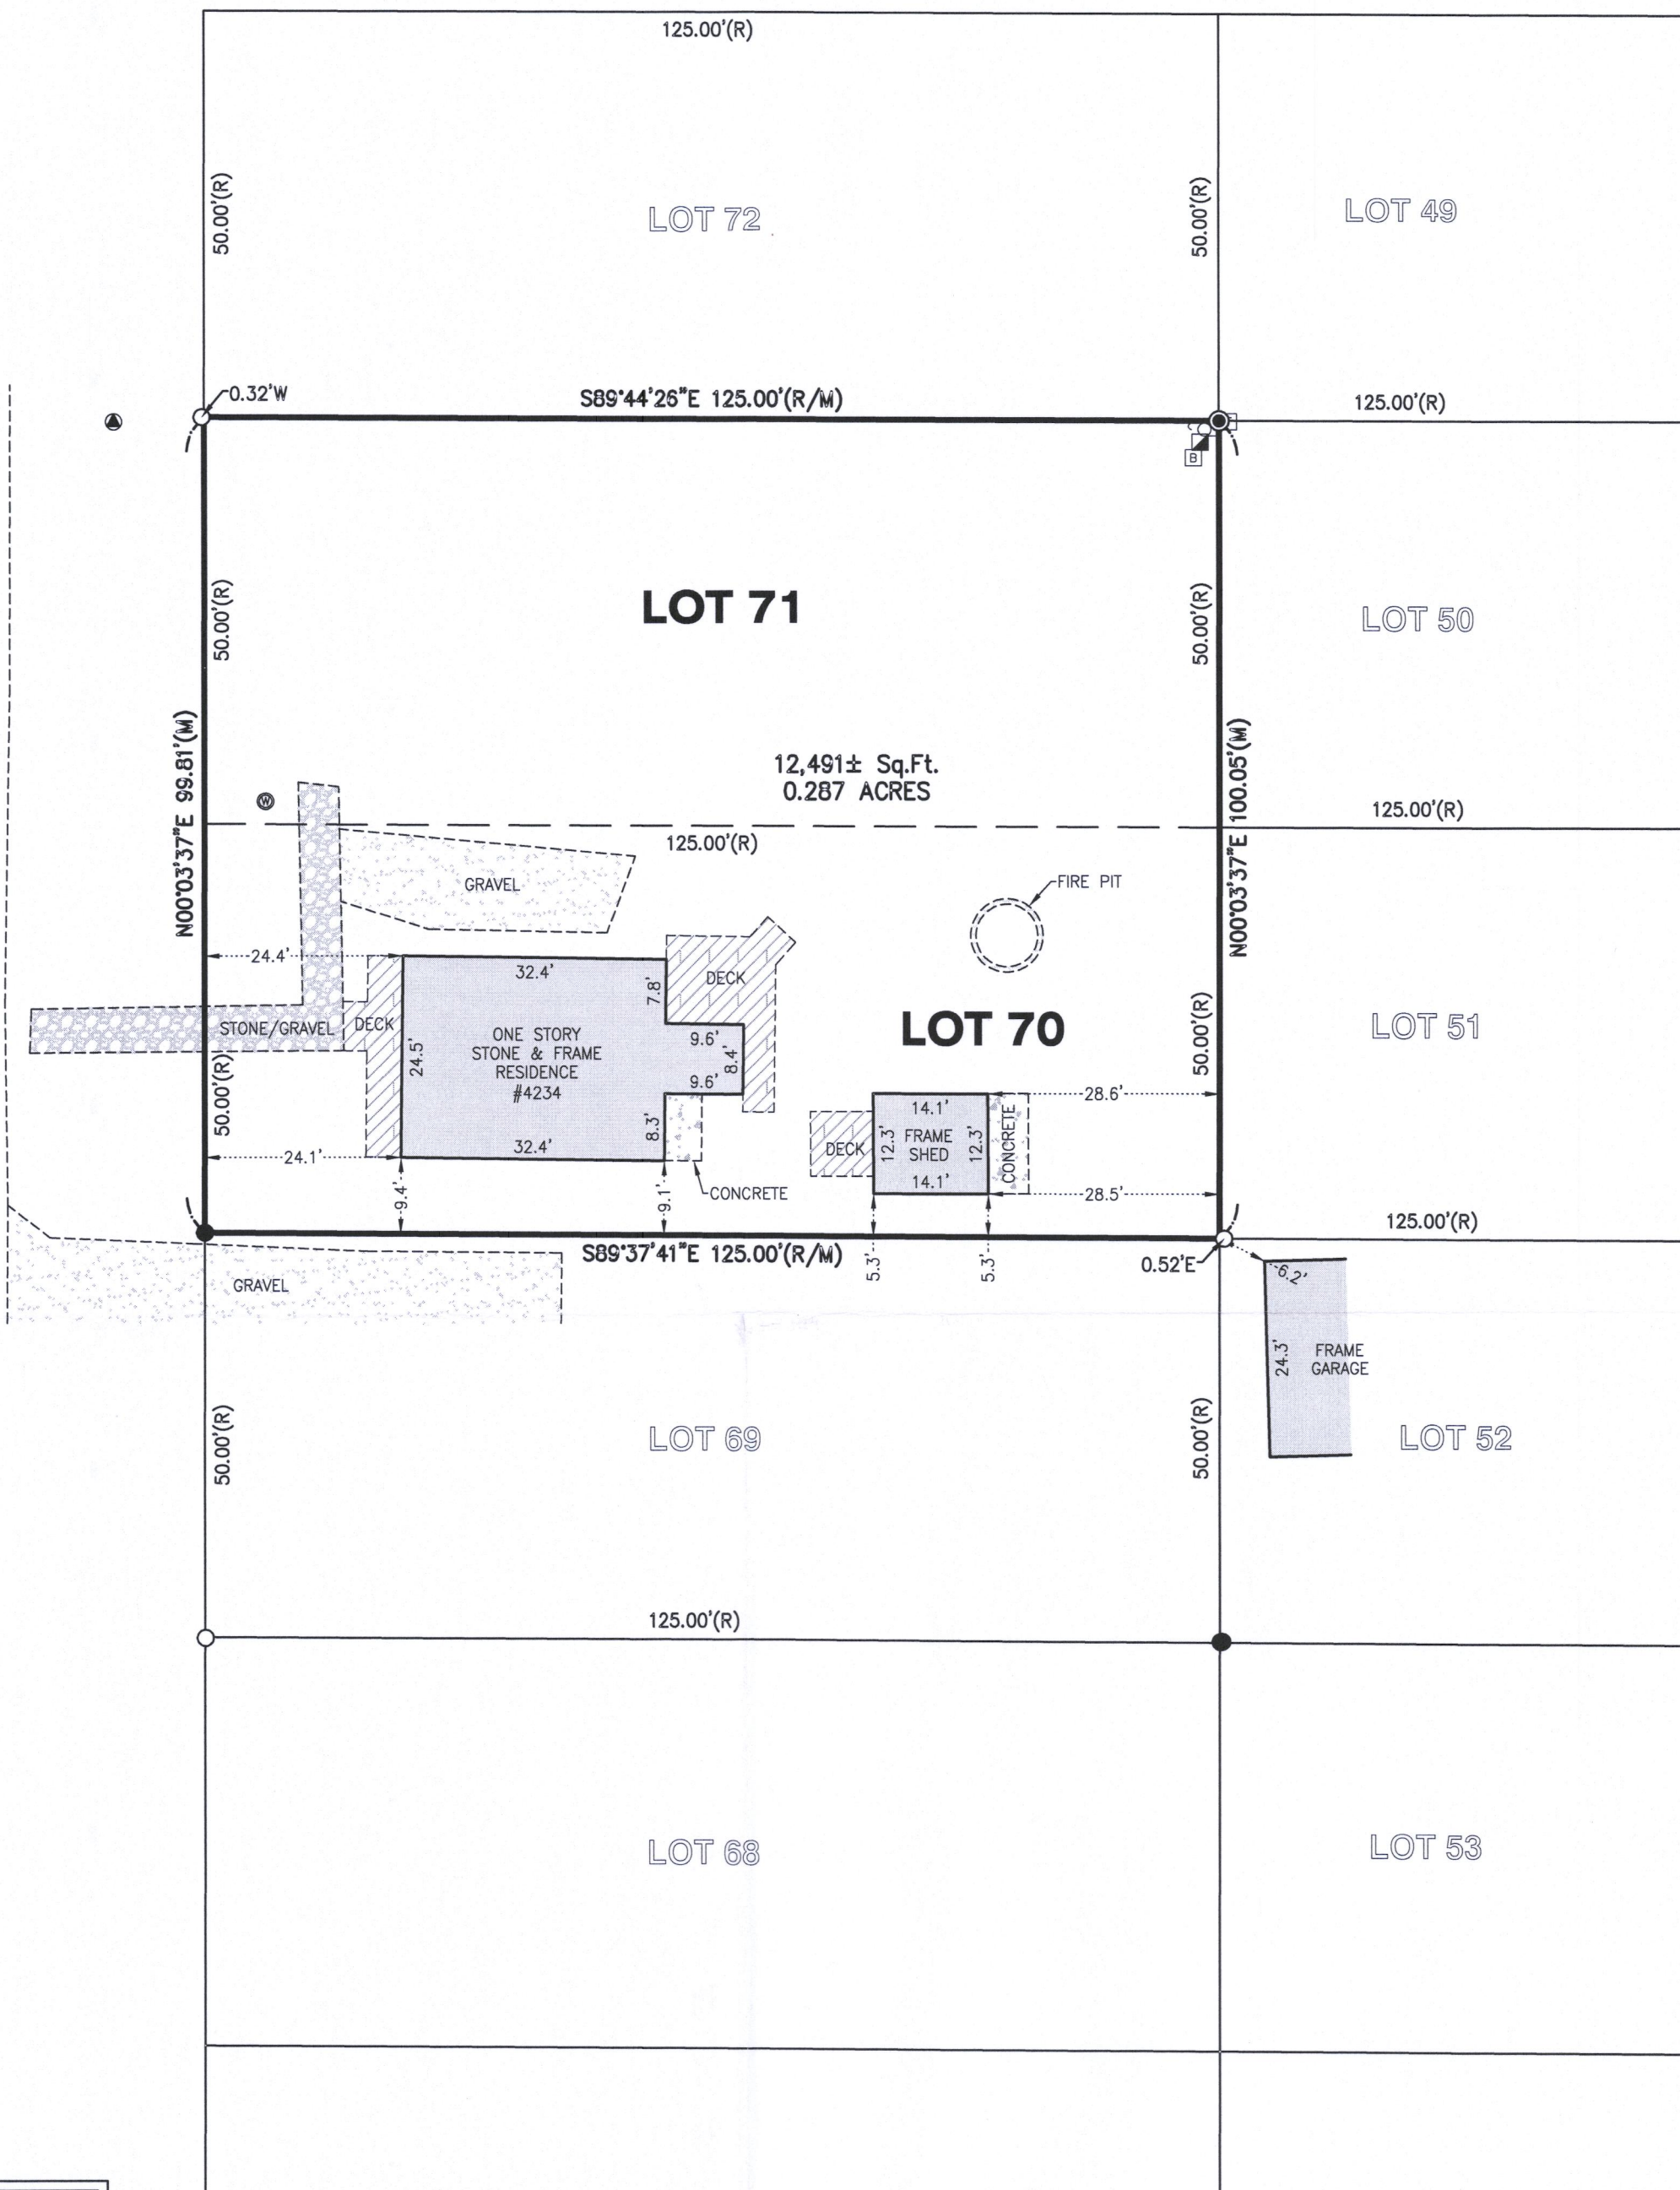 125.00'(R)
50.00'(R)
LOT 72
50.00'(R)
LOT 49
0.32'W
S89°44'26"E 125.00'(R/M)
125.00'(R)
B
50.00'(R)
LOT 71
50.00'(R)
LOT 50
N00°03'37"E 99.81'(M)
12,491± Sq.Ft.
0.287 ACRES
N00°03'37"E 100.05'(M)
W
125.00'(R)
125.00'(R)
GRAVEL
FIRE PIT
24.4'
32.4'
7.8'
DECK
STONE/GRAVEL
DECK
ONE STORY
STONE & FRAME
RESIDENCE
#4234
24.5'
9.6'
8.4'
9.6'
LOT 70
50.00'(R)
LOT 51
50.00'(R)
8.3'
32.4'
24.1'
9.4'
9.1'
CONCRETE
DECK
14.1'
12.3'
FRAME
SHED
12.3'
14.1'
CONCRETE
28.6'
28.5'
S89°37'41"E 125.00'(R/M)
5.3'
5.3'
0.52'E
125.00'(R)
6.2'
GRAVEL
24.3'
FRAME
GARAGE
50.00'(R)
LOT 69
50.00'(R)
LOT 52
125.00'(R)
LOT 68
LOT 53